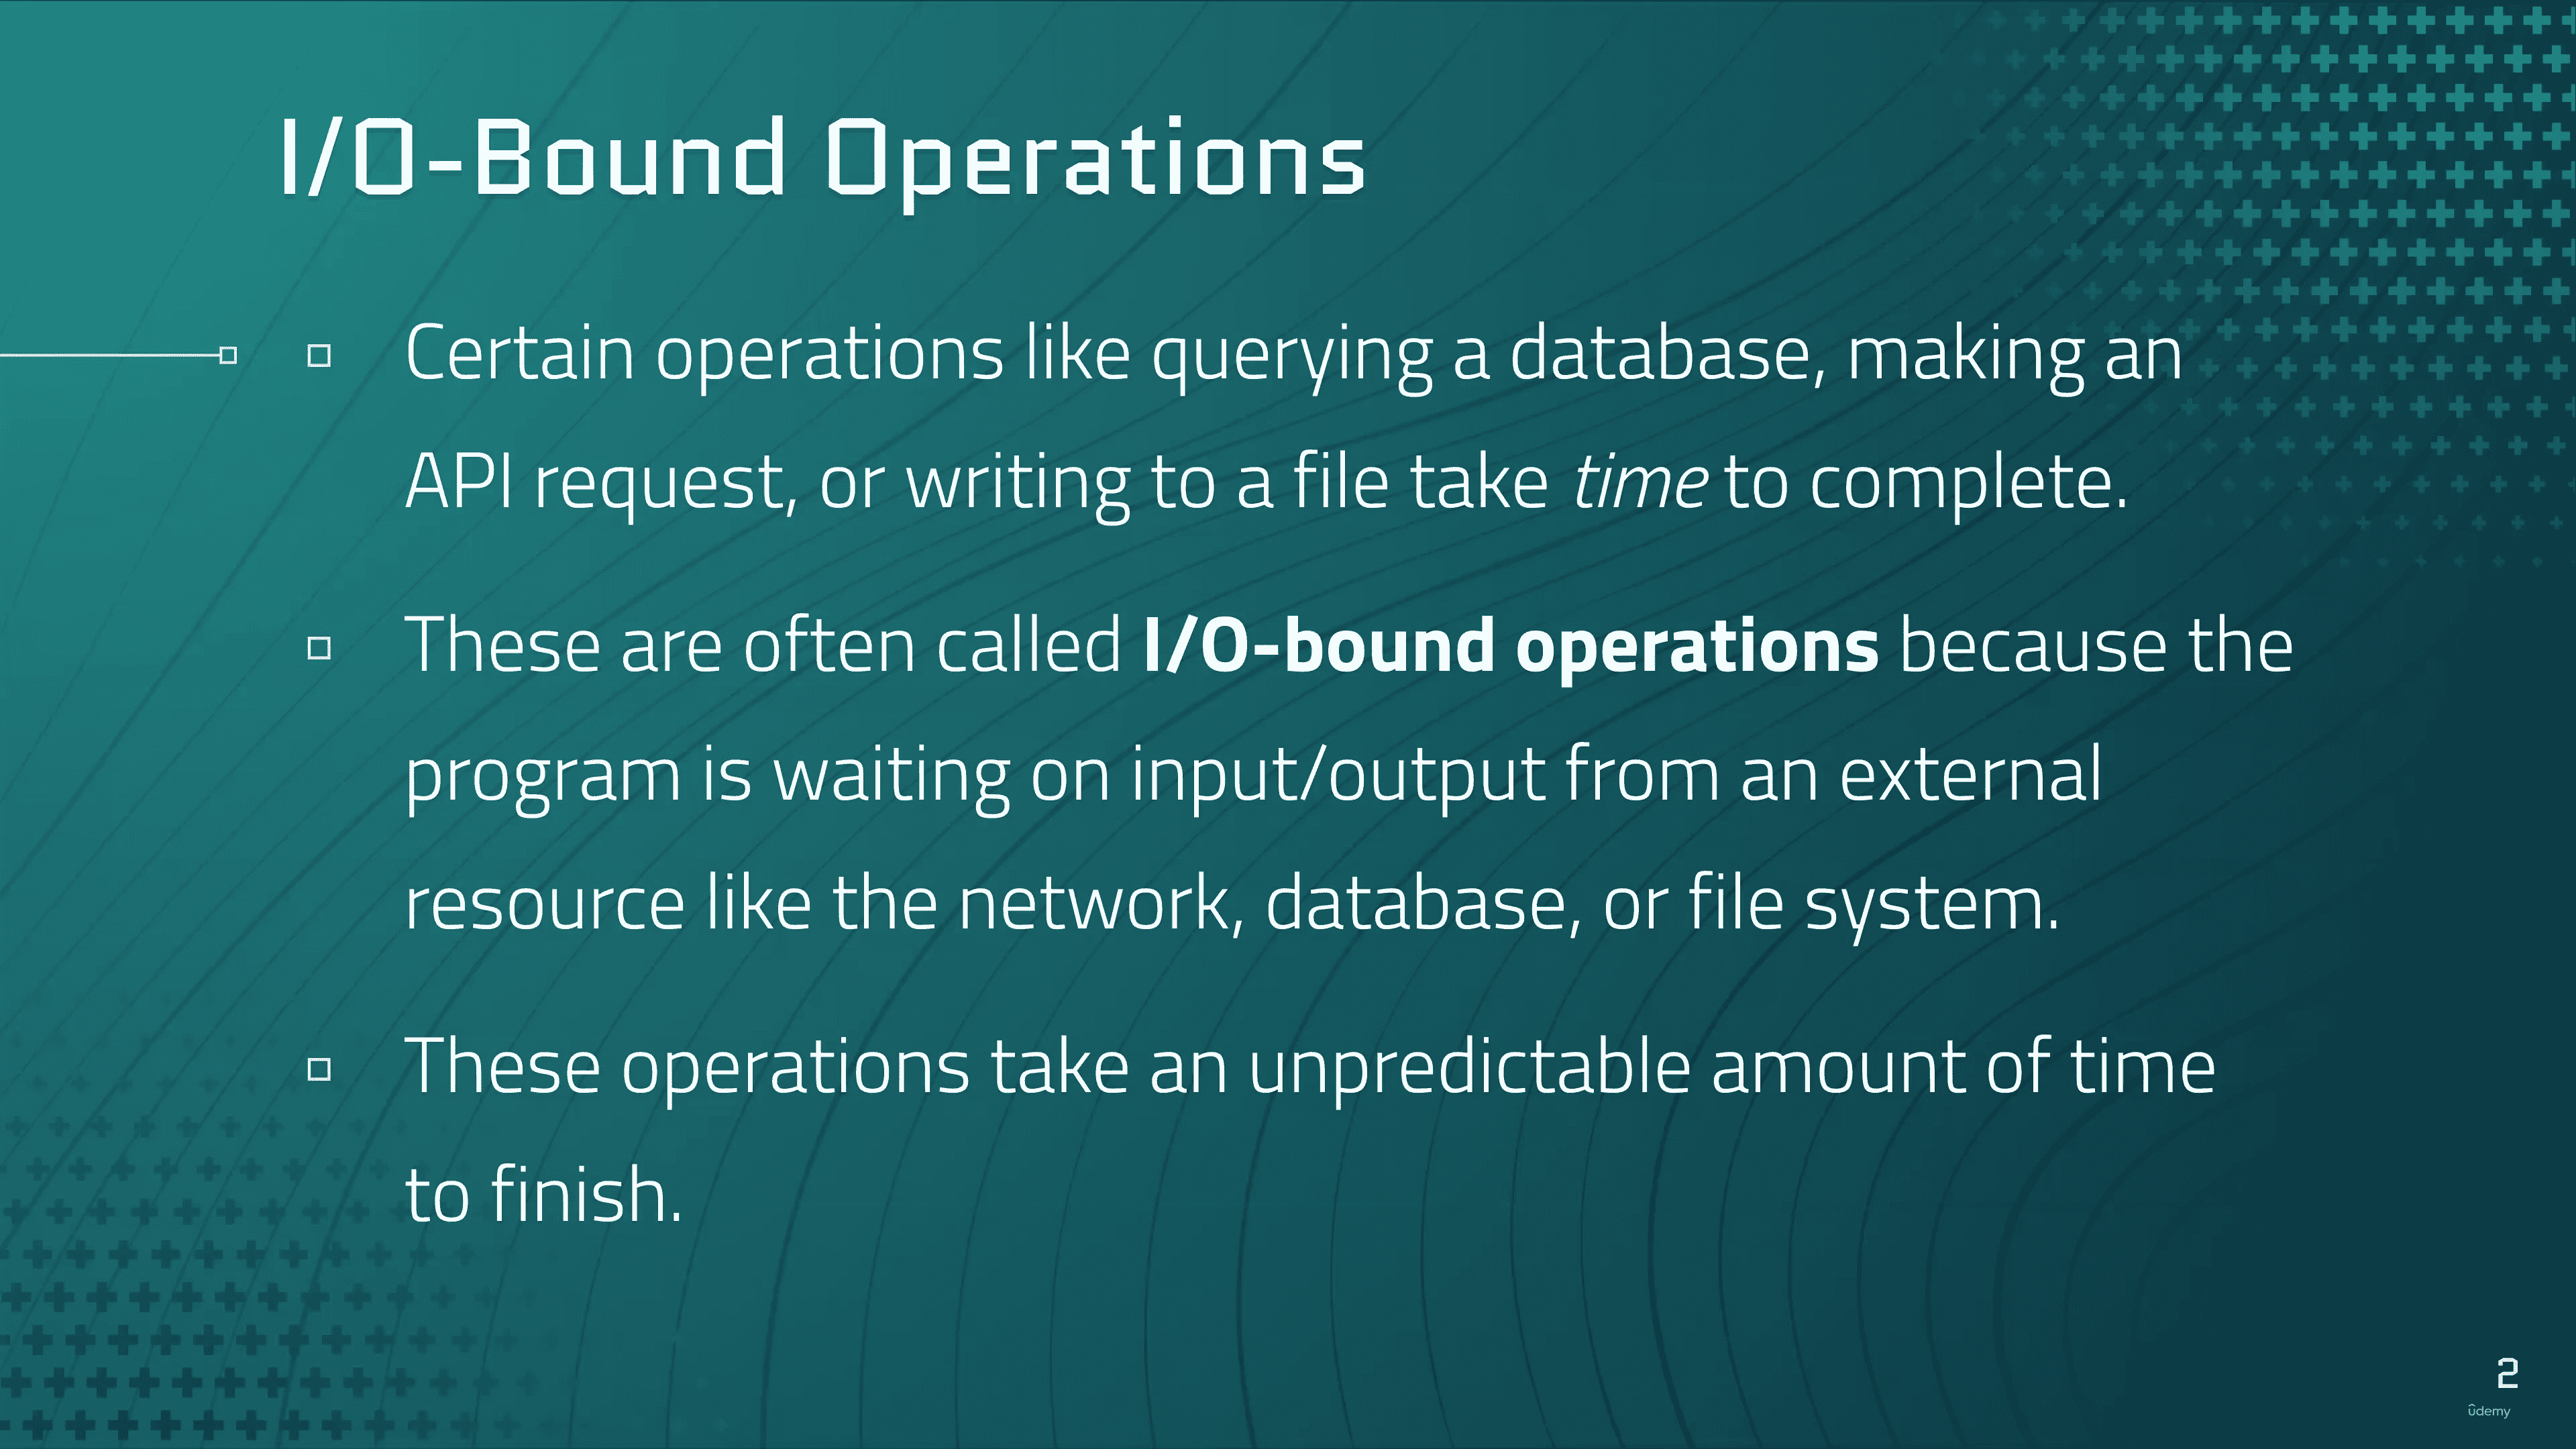 I/O-Bound Operations
Certain operations like querying a database, making an
API request, or writing to a file take time to complete.
These are often called I/O-bound operations because the
program is waiting on input/output from an external
resource like the network, database, or file system.
These operations take an unpredictable amount of time
to finish.
2
ûdemy